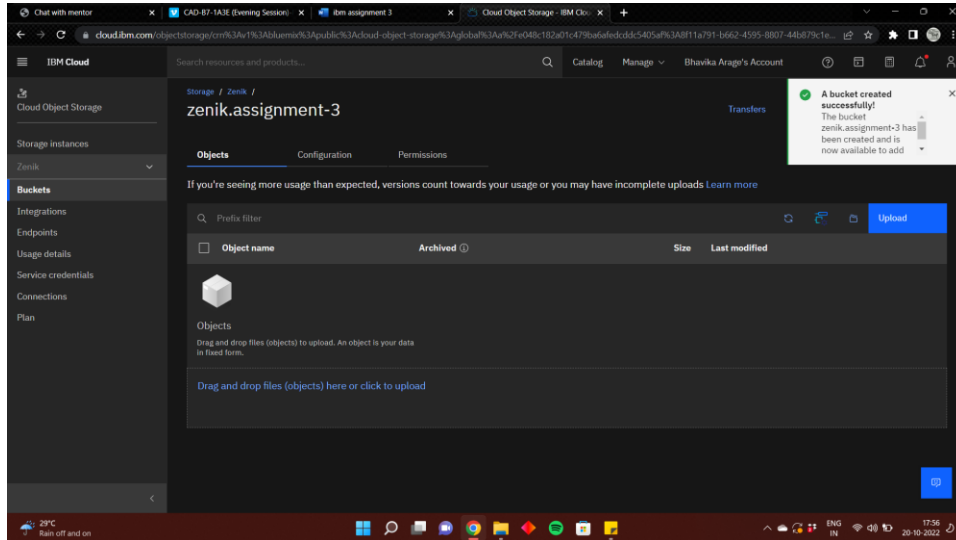 Chat with mentor
CAD-B7-1A3E (Evening Session)
ibm assignment 3
Cloud Object Storage - IBM Clo
cloud.ibm.com/objectstorage/crn%3Av1%3Abluemix%3Apublic%3Acloud-object-storage%3Aglobal%3Aa%2Fe048c182a01c479ba6afedcddc5405af%3A8f11a791-b662-4595-8807-44b879c1e...
IBM Cloud
Search resources and products...
Catalog
Manage
Bhavika Arage's Account
Cloud Object Storage
Storage instances
Zenik
Buckets
Integrations
Endpoints
Usage details
Service credentials
Connections
Plan
Storage / Zenik /
zenik.assignment-3
Transfers
A bucket created
successfully!
The bucket
zenik.assignment-3 has
been created and is
now available to add
Objects
Configuration
Permissions
If you're seeing more usage than expected, versions count towards your usage or you may have incomplete uploads Learn more
Prefix filter
Upload
Object name
Archived
Size
Last modified
Objects
Drag and drop files (objects) to upload. An object is your data
in fixed form.
Drag and drop files (objects) here or click to upload
29°C
Rain off and on
ENG
IN
17:56
20-10-2022